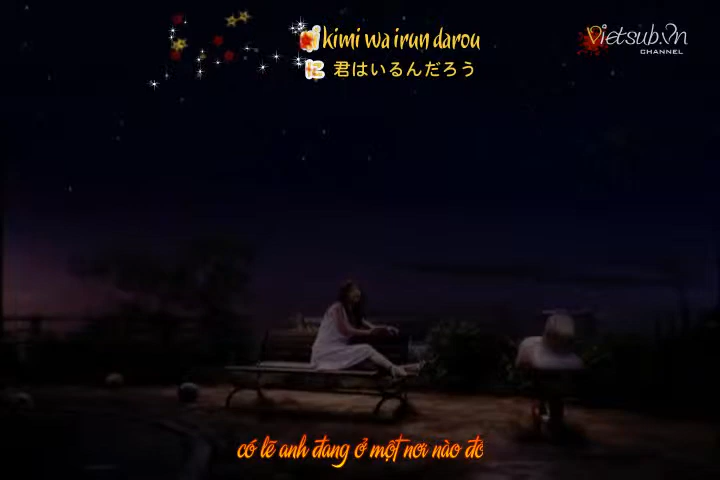 ni kimi wa irun darou
に 君はいるんだろう
Vietsub.Vn
CHANNEL
có lẽ anh đang ở một nơi nào đó